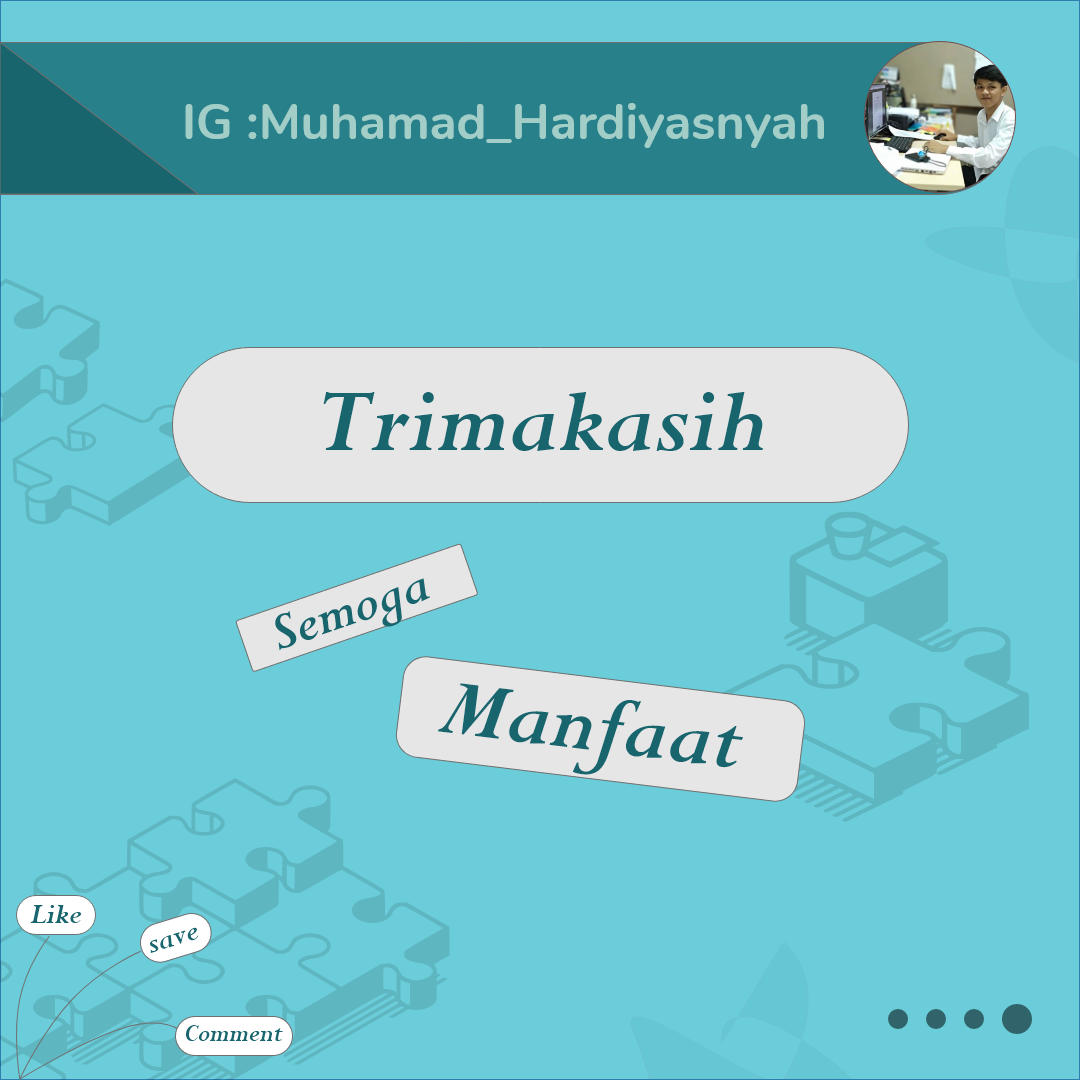 IG :Muhamad_Hardiyasnyah
Trimakasih
Semoga
Manfaat
Like
save
Comment